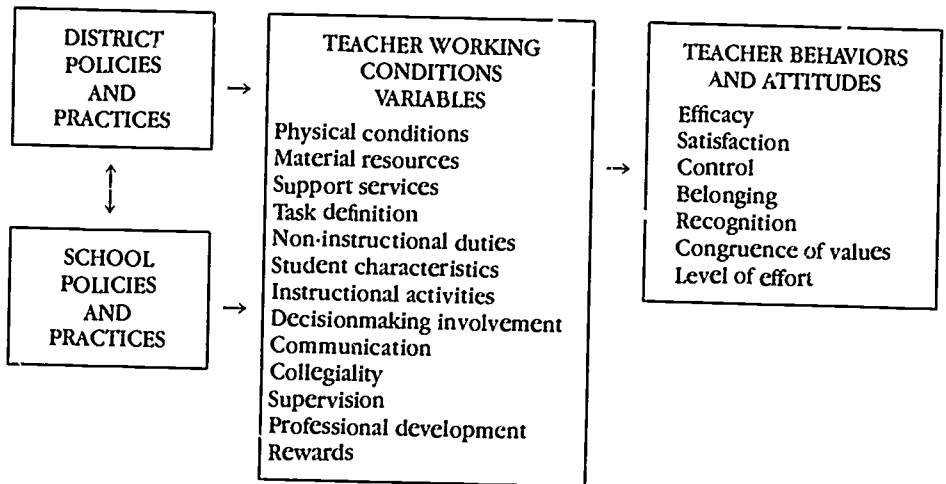 DISTRICT
POLICIES
AND
PRACTICES
SCHOOL
POLICIES
AND
PRACTICES
TEACHER WORKING
CONDITIONS
VARIABLES
Physical conditions
Material resources
Support services
Task definition
Non-instructional duties
Student characteristics
Instructional activities
Decisionmaking involvement
Communication
Collegiality
Supervision
Professional development
Rewards
TEACHER BEHAVIORS
AND ATTITUDES
Efficacy
Satisfaction
Control
Belonging
Recognition
Congruence of values
Level of effort